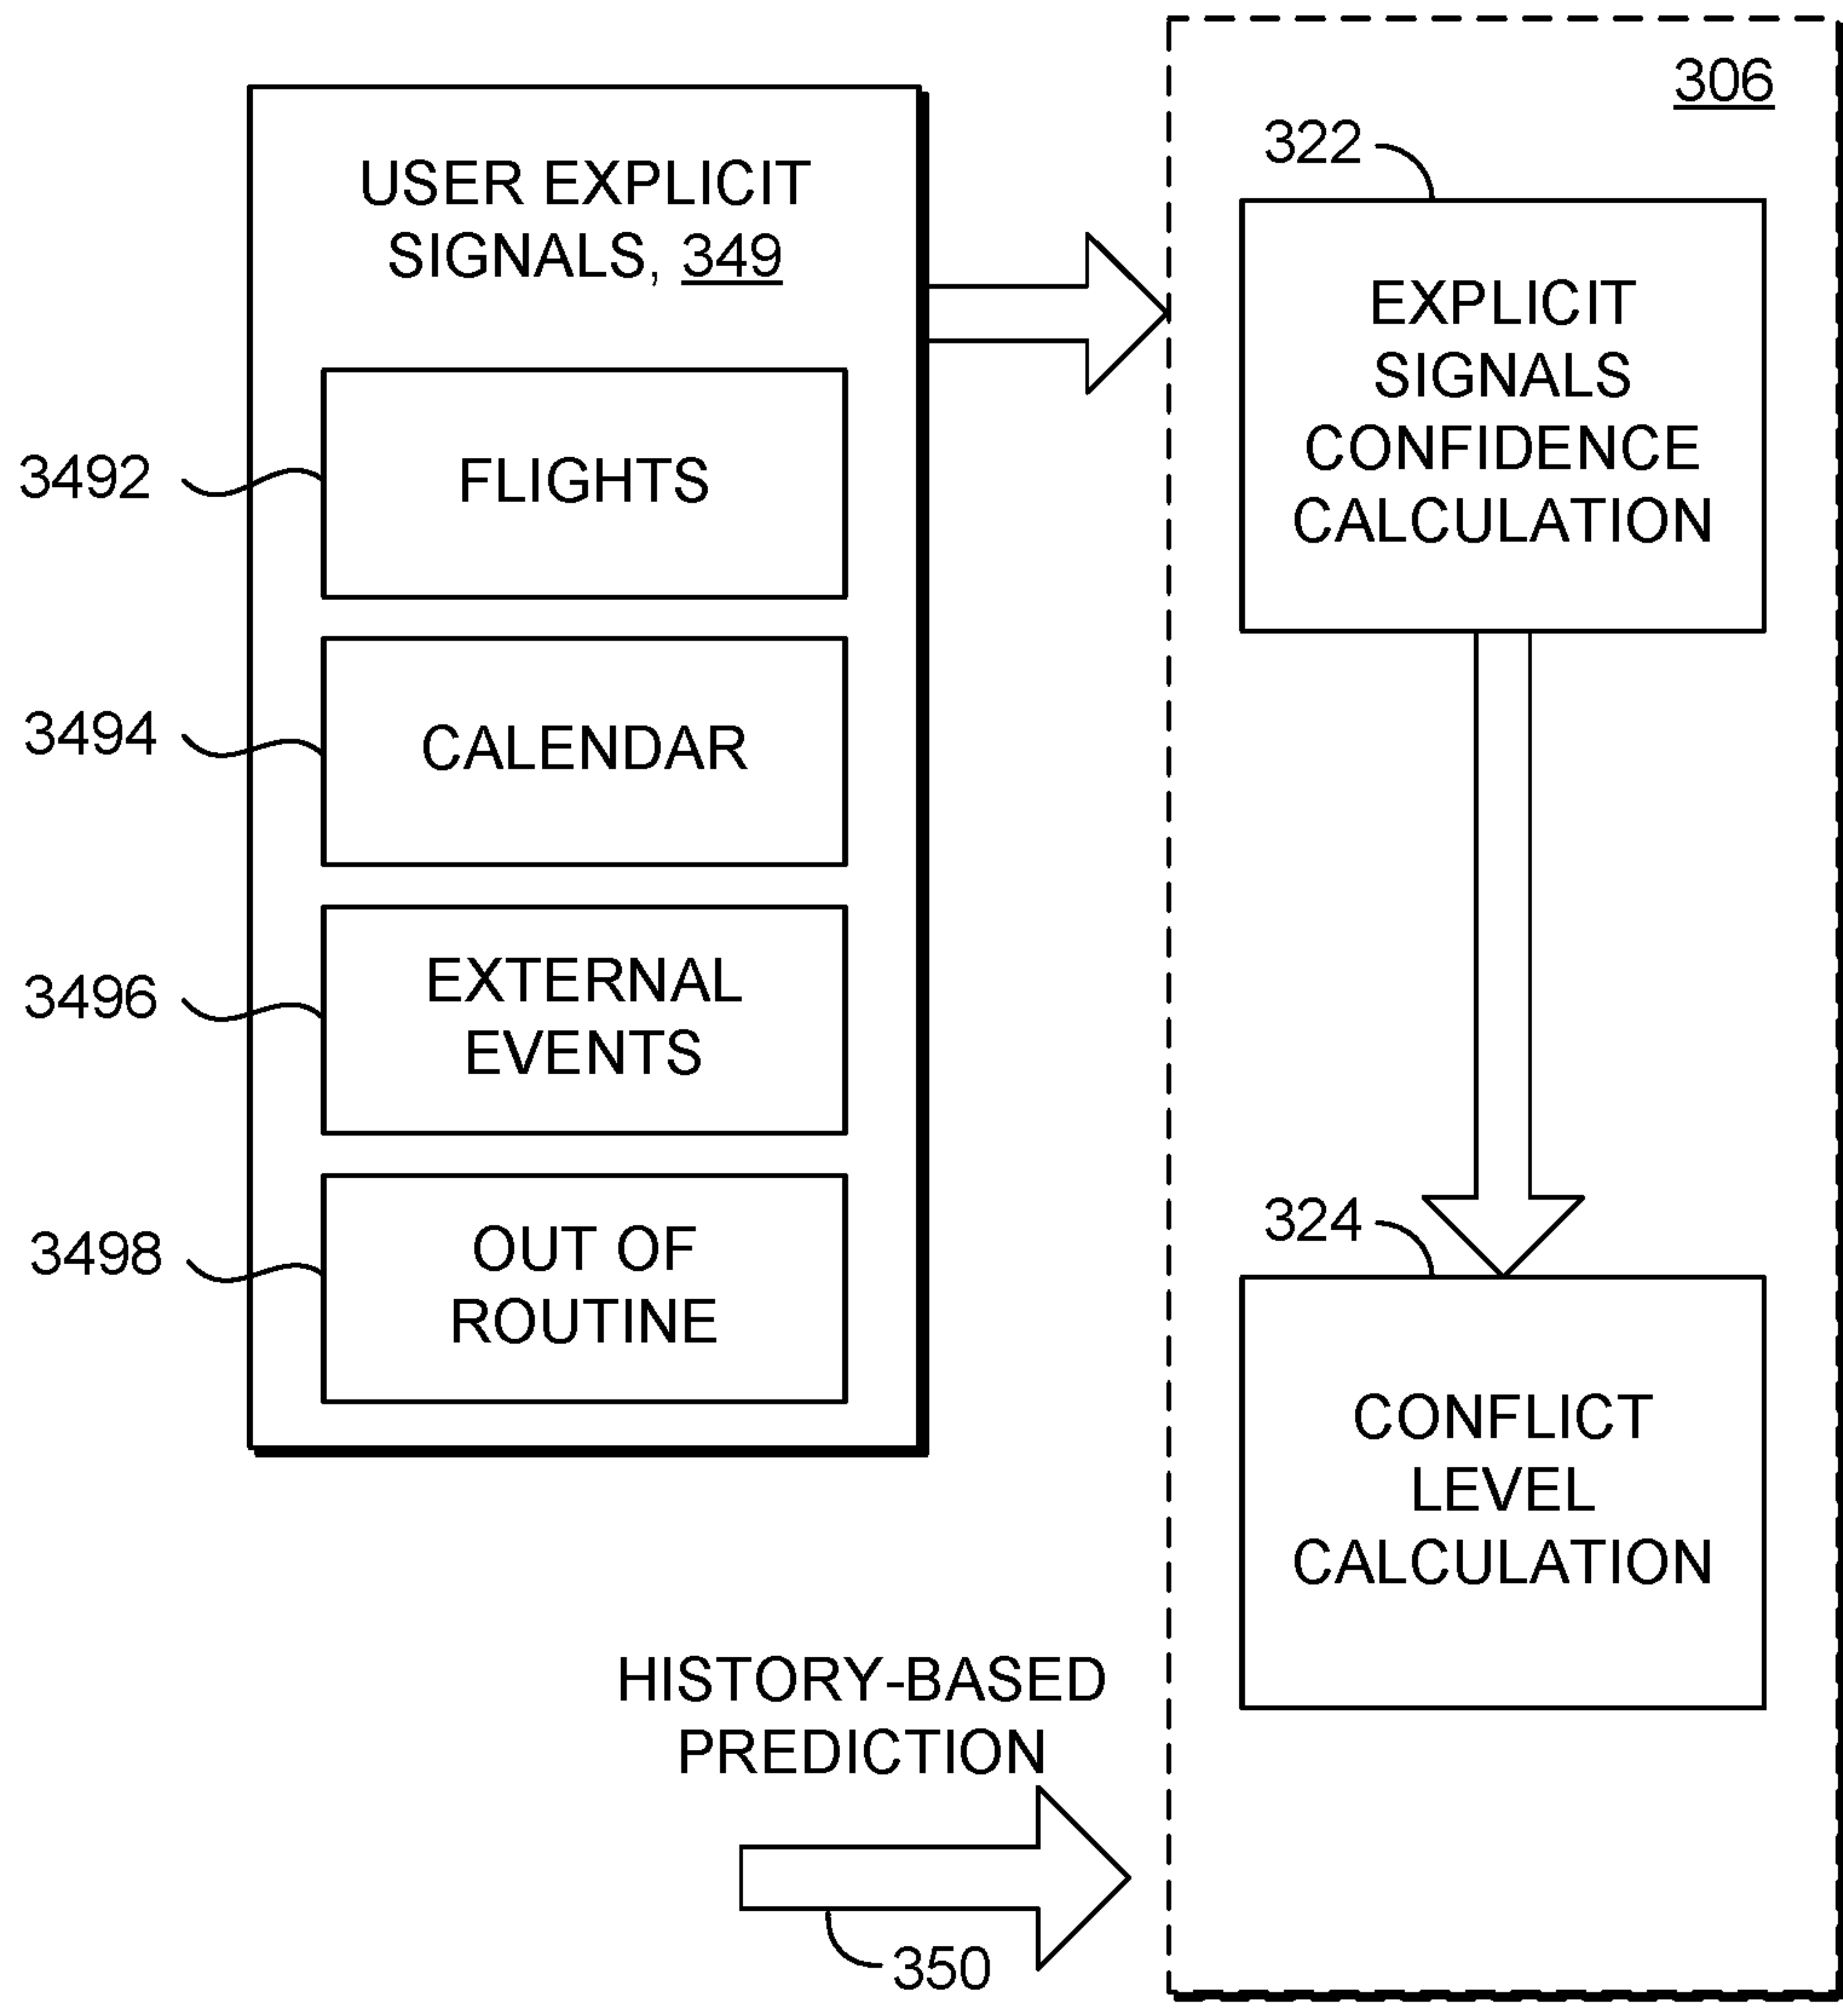 306
322
USER EXPLICIT
SIGNALS, 349
EXPLICIT
SIGNALS
CONFIDENCE
CALCULATION
3492
FLIGHTS
3494
CALENDAR
3496
EXTERNAL
EVENTS
3498
OUT OF
ROUTINE
324
CONFLICT
LEVEL
CALCULATION
HISTORY-BASED
PREDICTION
350